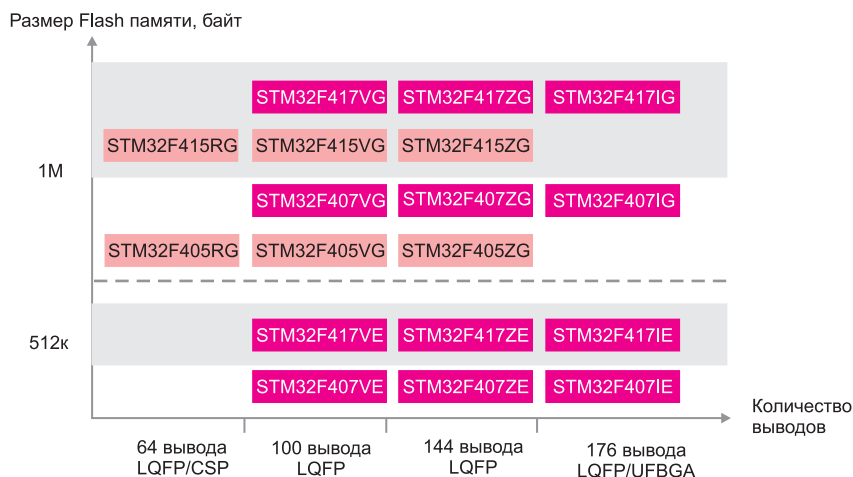 Размер Flash памяти, байт
STM32F417VG STM32F417ZG STM32F417IG
STM32F415RG STM32F415VG STM32F415ZG
1М
STM32F407VG STM32F407ZG STM32F407IG
STM32F405RG STM32F405VG STM32F405ZG
STM32F417VE STM32F417ZE STM32F417IE
512к
STM32F407VE STM32F407ZE STM32F407IE
Количество
выводов
64 вывода
LQFP/CSP
100 вывода
LQFP
144 вывода
LQFP
176 вывода
LQFP/UFBGA